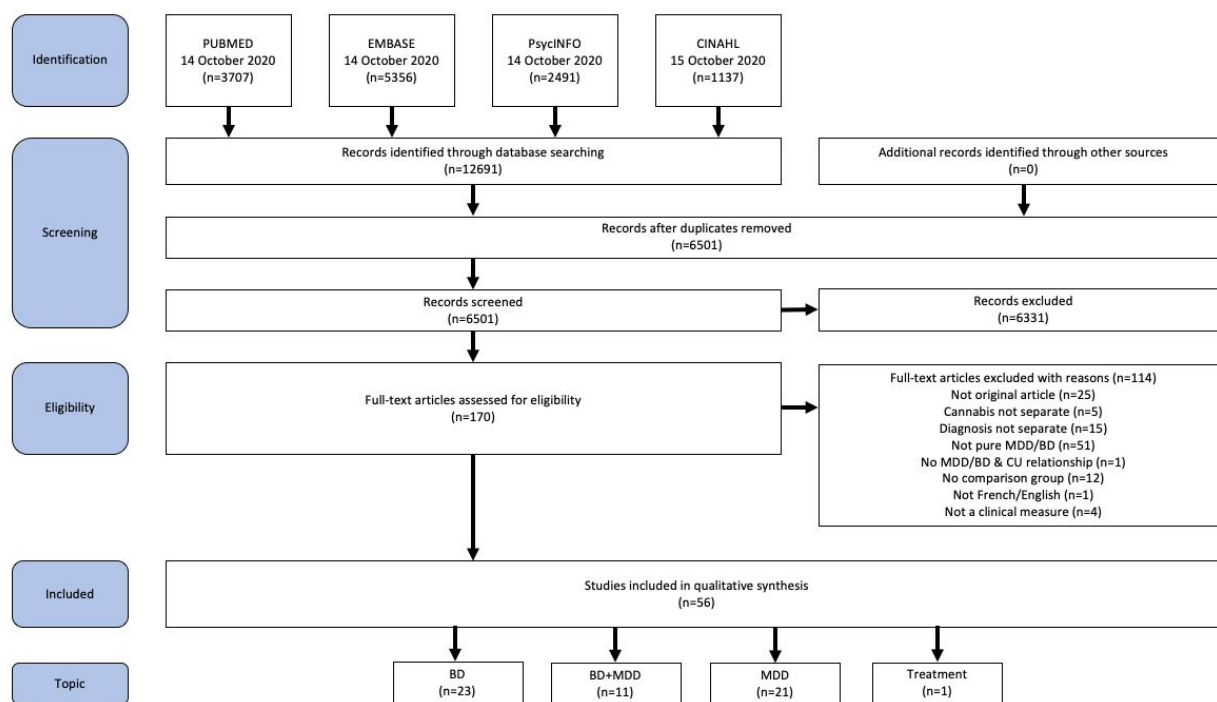 Identification
PUBMED
14 October 2020
(n=3707)
EMBASE
14 October 2020
(n=5356)
PsycINFO
14 October 2020
(n=2491)
CINAHL
15 October 2020
(n=1137)
Screening
Records identified through database searching
(n=12691)
Additional records identified through other sources
(n=0)
Records after duplicates removed
(n=6501)
Records screened
(n=6501)
Records excluded
(n=6331)
Eligibility
Full-text articles assessed for eligibility
(n=170)
Full-text articles excluded with reasons (n=114)
Not original article (n=25)
Cannabis not separate (n=5)
Diagnosis not separate (n=15)
Not pure MDD/BD (n=51)
No MDD/BD & CU relationship (n=1)
No comparison group (n=12)
Not French/English (n=1)
Not a clinical measure (n=4)
Included
Studies included in qualitative synthesis
(n=56)
Topic
BD
(n=23)
BD+MDD
(n=11)
MDD
(n=21)
Treatment
(n=1)